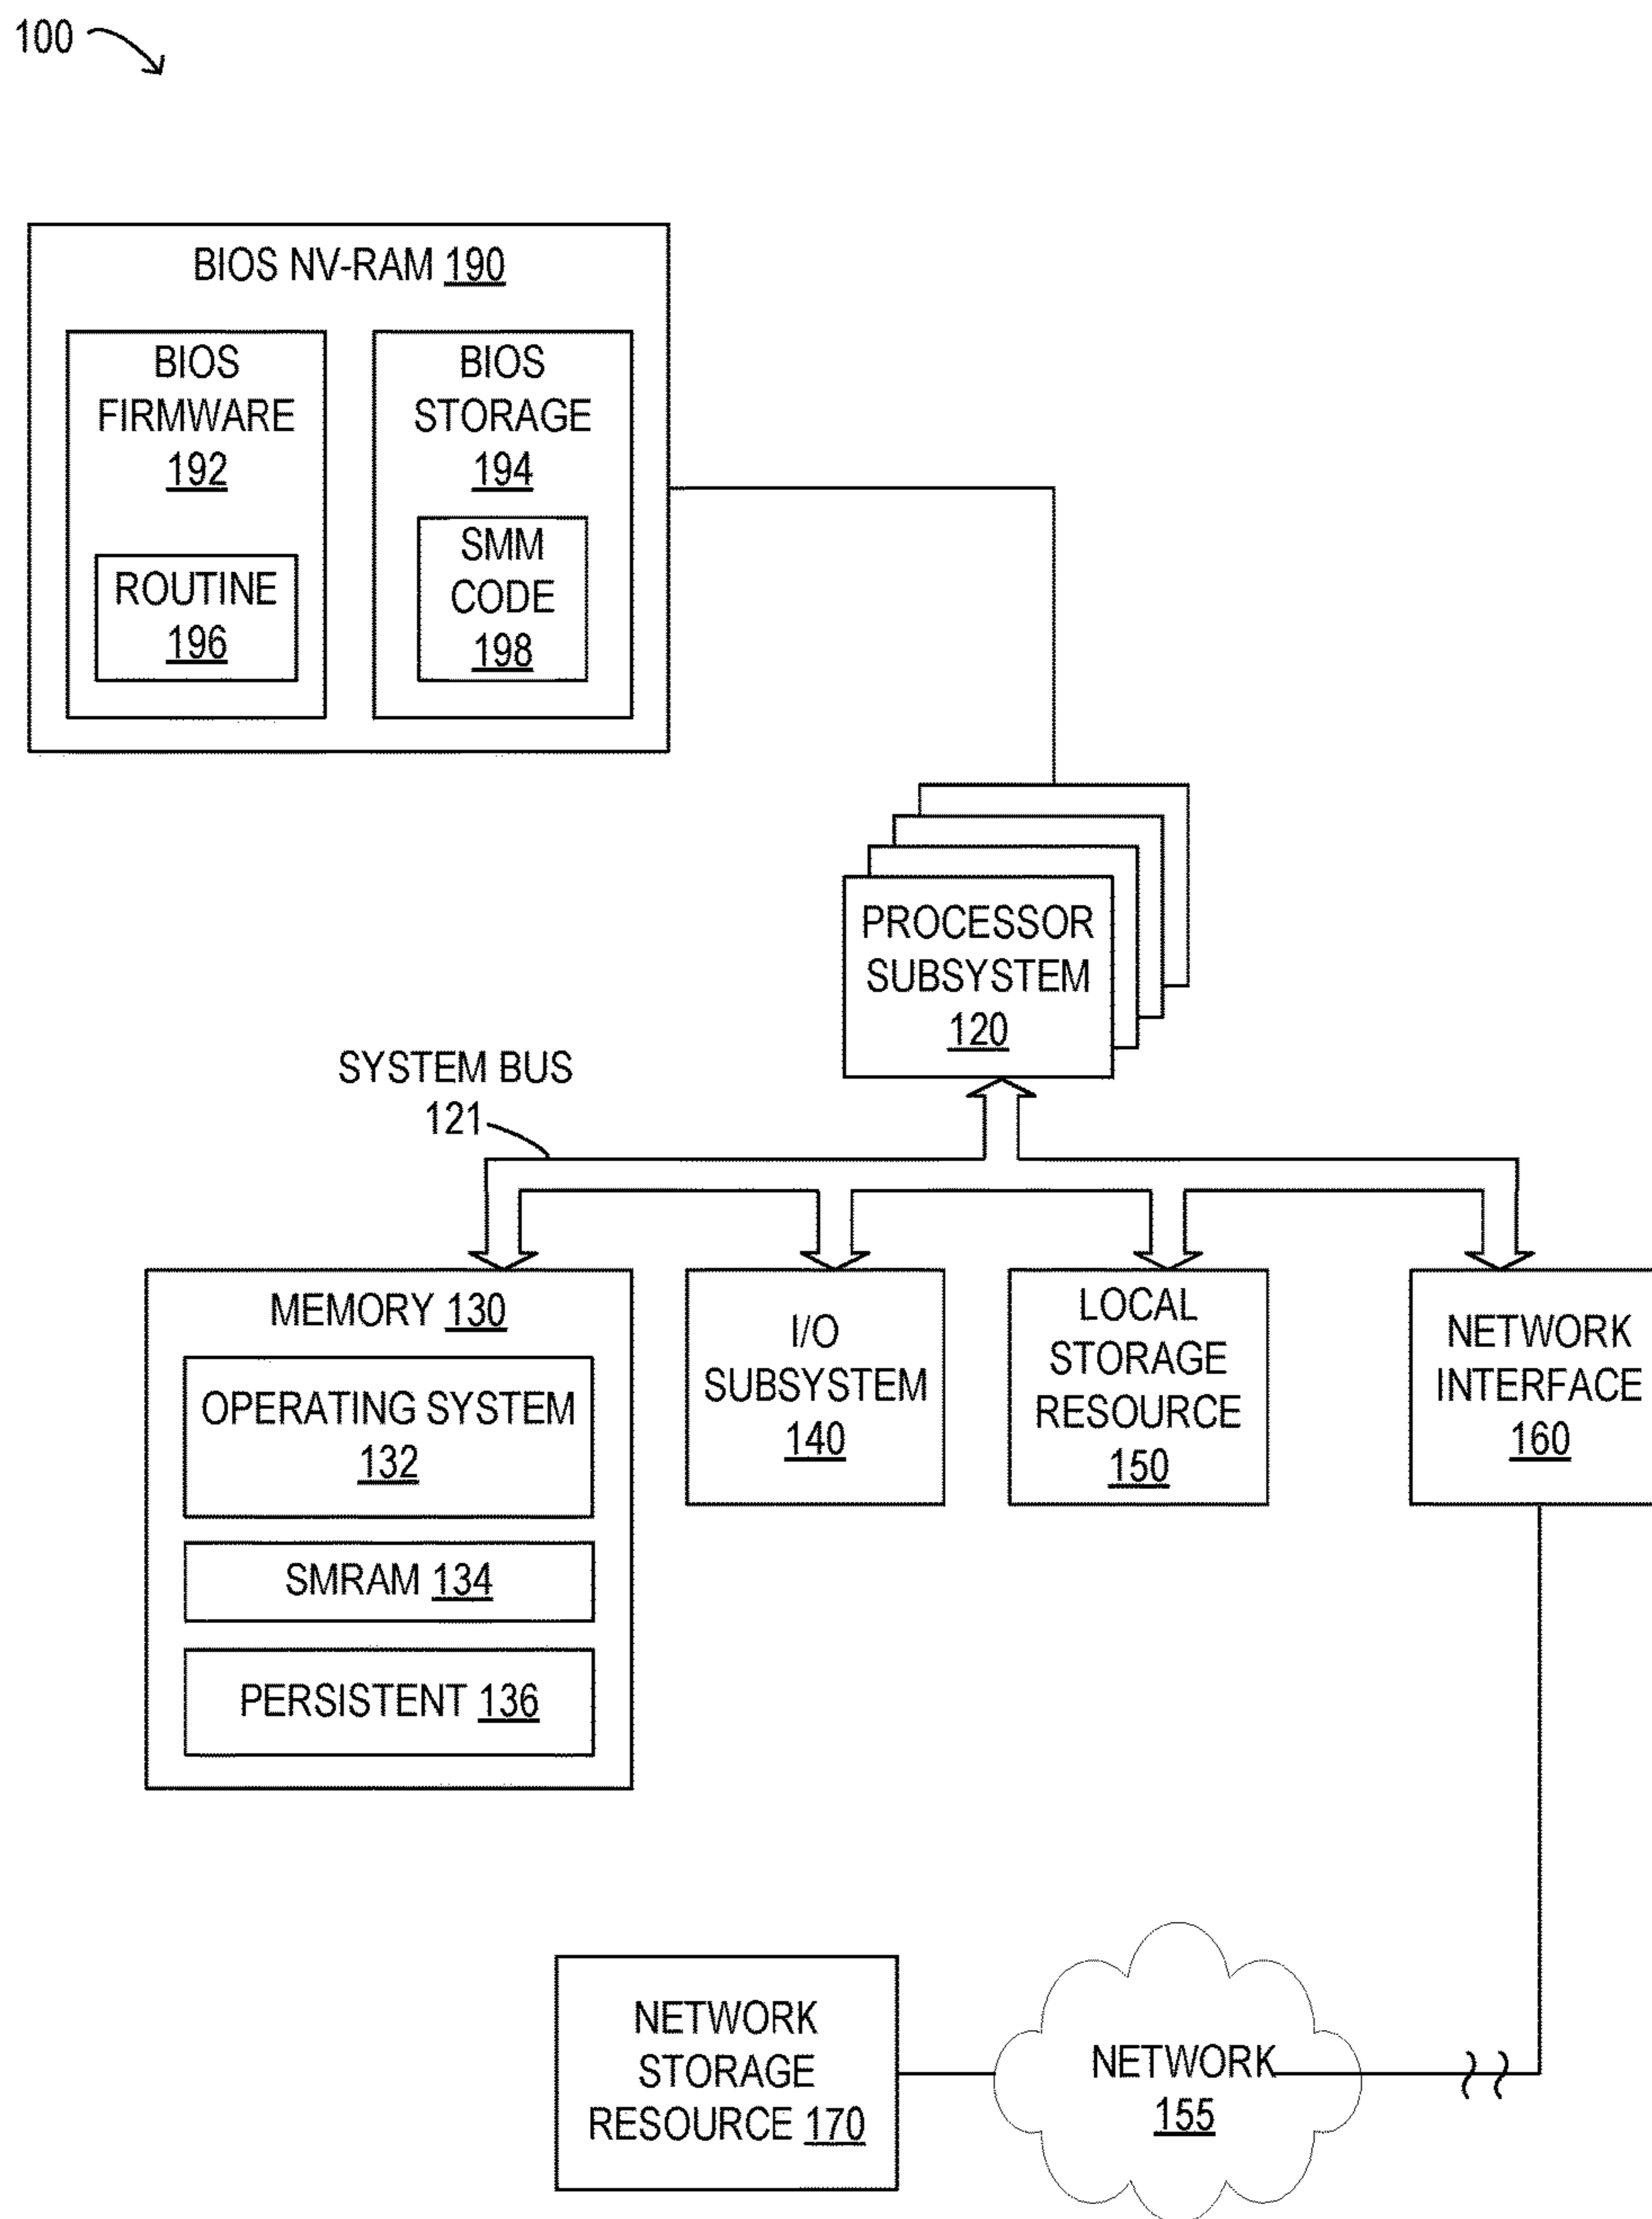 100
BIOS NV-RAM 190
BIOS
FIRMWARE
192
ROUTINE
196
BIOS
STORAGE
194
SMM
CODE
198
PROCESSOR
SUBSYSTEM
120
SYSTEM BUS
121
MEMORY 130
OPERATING SYSTEM
132
SMRAM 134
PERSISTENT 136
I/O
SUBSYSTEM
140
LOCAL
STORAGE
RESOURCE
150
NETWORK
INTERFACE
160
NETWORK
STORAGE
RESOURCE 170
NETWORK
155